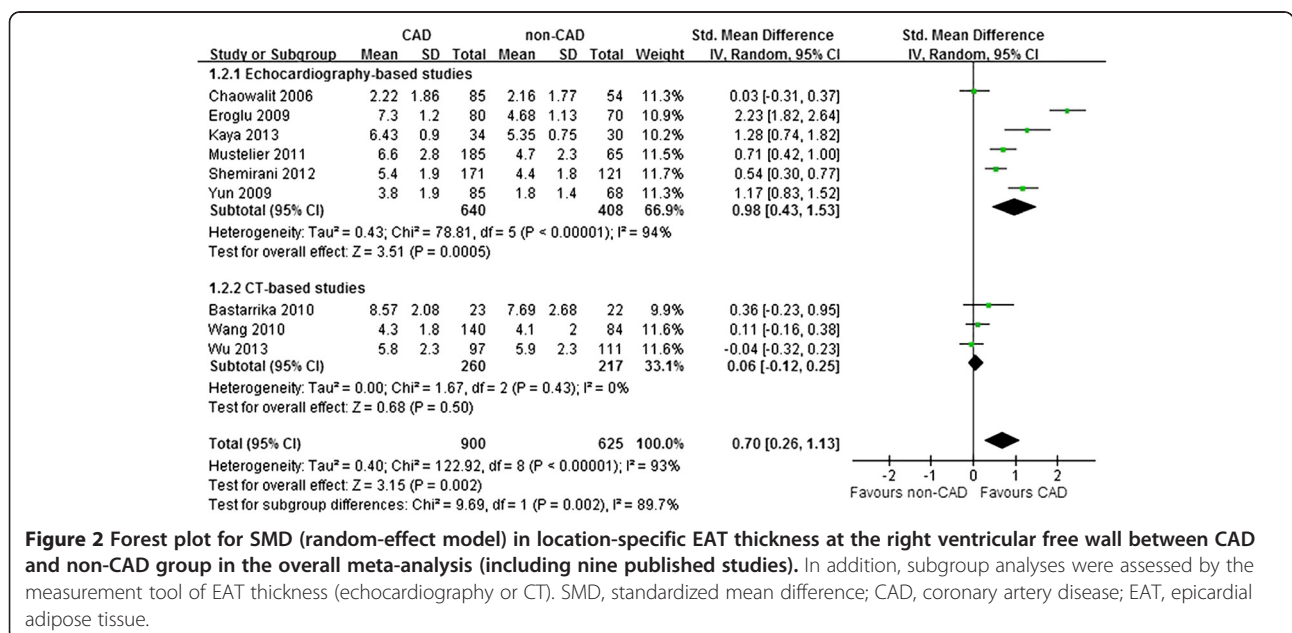 CAD non-CAD Std. Mean Difference Std. Mean Difference
Study or Subgroup Mean SD Total Mean SD Total Weight IV, Random, 95% CI IV, Random, 95% CI
1.2.1 Echocardiography-based studies
Chaowalit 2006 2.22 1.86 85 2.16 1.77 54 11.3% 0.03 [-0.31, 0.37]
Eroglu 2009 7.3 1.2 80 4.68 1.13 70 10.9% 2.23 [1.82, 2.64]
Kaya 2013 6.43 0.9 34 5.35 0.75 30 10.2% 1.28 [0.74, 1.82]
Mustelier 2011 6.6 2.8 185 4.7 2.3 65 11.5% 0.71 [0.42, 1.00]
Shemirani 2012 5.4 1.9 171 4.4 1.8 121 11.7% 0.54 [0.30, 0.77]
Yun 2009 3.8 1.9 85 1.8 1.4 68 11.3% 1.17 [0.83, 1.52]
Subtotal (95% CI) 640 408 66.9% 0.98 [0.43, 1.53]
Heterogeneity: Tau² = 0.43; Chi² = 78.81, df = 5 (P < 0.00001); I² = 94%
Test for overall effect: Z = 3.51 (P = 0.0005)
1.2.2 CT-based studies
Bastarrika 2010 8.57 2.08 23 7.69 2.68 22 9.9% 0.36 [-0.23, 0.95]
Wang 2010 4.3 1.8 140 4.1 2 84 11.6% 0.11 [-0.16, 0.38]
Wu 2013 5.8 2.3 97 5.9 2.3 111 11.6% -0.04 [-0.32, 0.23]
Subtotal (95% CI) 260 217 33.1% 0.06 [-0.12, 0.25]
Heterogeneity: Tau² = 0.00; Chi² = 1.67, df = 2 (P = 0.43); I² = 0%
Test for overall effect: Z = 0.68 (P = 0.50)
Total (95% CI) 900 625 100.0% 0.70 [0.26, 1.13]
Heterogeneity: Tau² = 0.40; Chi² = 122.92, df = 8 (P < 0.00001); I² = 93%
Test for overall effect: Z = 3.15 (P = 0.002)
Test for subgroup differences: Chi² = 9.69, df = 1 (P = 0.002), I² = 89.7%
-2 -1 0 1 2
Favours non-CAD Favours CAD
Figure 2 Forest plot for SMD (random-effect model) in location-specific EAT thickness at the right ventricular free wall between CAD
and non-CAD group in the overall meta-analysis (including nine published studies). In addition, subgroup analyses were assessed by the
measurement tool of EAT thickness (echocardiography or CT). SMD, standardized mean difference; CAD, coronary artery disease; EAT, epicardial
adipose tissue.